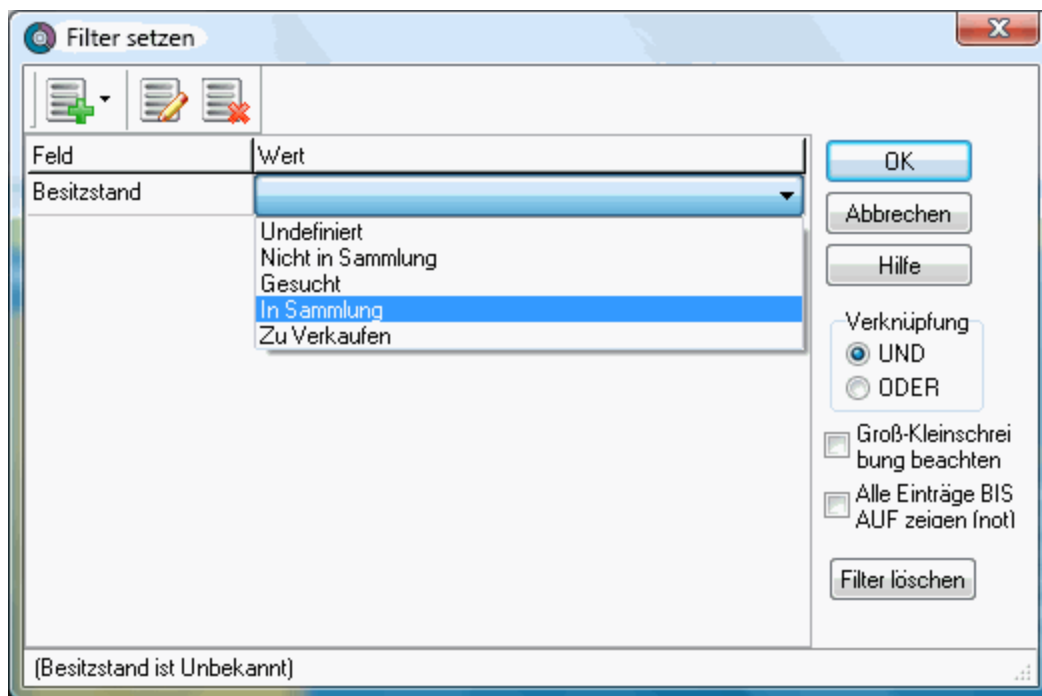 Filter setzen
Feld Wert
Besitzstand
Undefiniert
Nicht in Sammlung
Gesucht
In Sammlung
Zu Verkaufen
OK
Abbrechen
Hilfe
Verknüpfung
UND
ODER
Groß-Kleinschrei
bung beachten
Alle Einträge BIS
AUF zeigen (not)
Filter löschen
(Besitzstand ist Unbekannt)